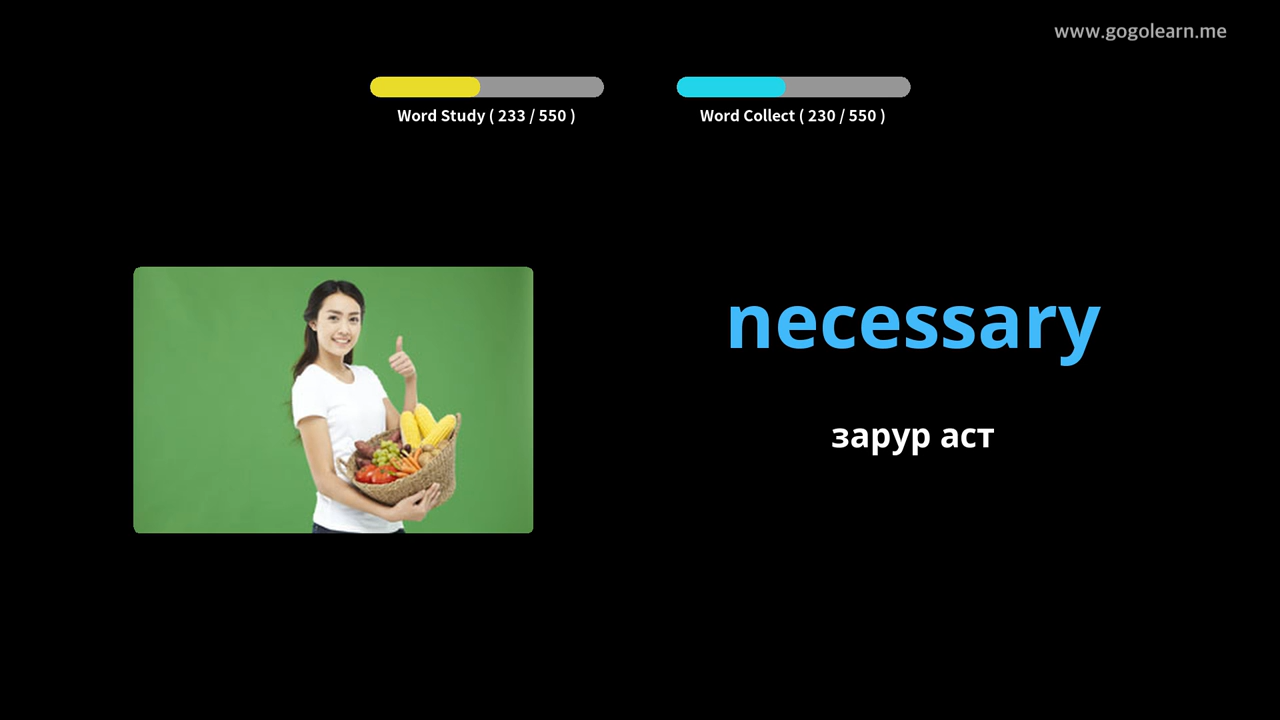 www.gogolearn.me
Word Study ( 233 / 550 )
Word Collect ( 230 / 550 )
necessary
зарур аст